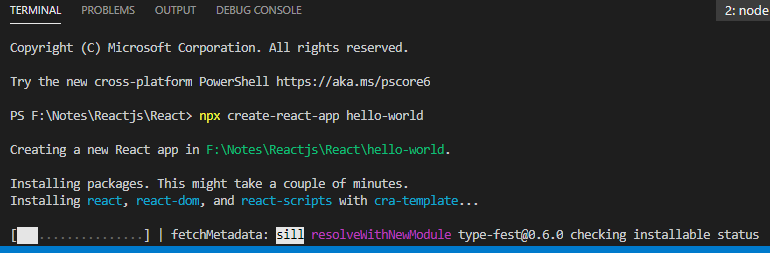 TERMINAL PROBLEMS OUTPUT DEBUG CONSOLE 2: node
Copyright (C) Microsoft Corporation. All rights reserved.
Try the new cross-platform PowerShell https://aka.ms/pscore6
PS F:\Notes\Reactjs\React> npx create-react-app hello-world
Creating a new React app in F:\Notes\Reactjs\React\hello-world.
Installing packages. This might take a couple of minutes.
Installing react, react-dom, and react-scripts with cra-template...
[   ...............] | fetchMetadata: sill resolveWithNewModule type-fest@0.6.0 checking installable status